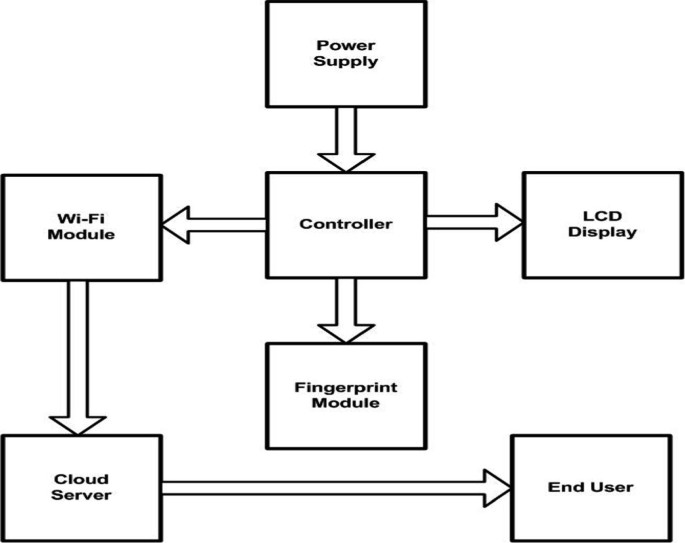 Power
Supply
Wi-Fi
Module
Controller
LCD
Display
Fingerprint
Module
Cloud
Server
End User